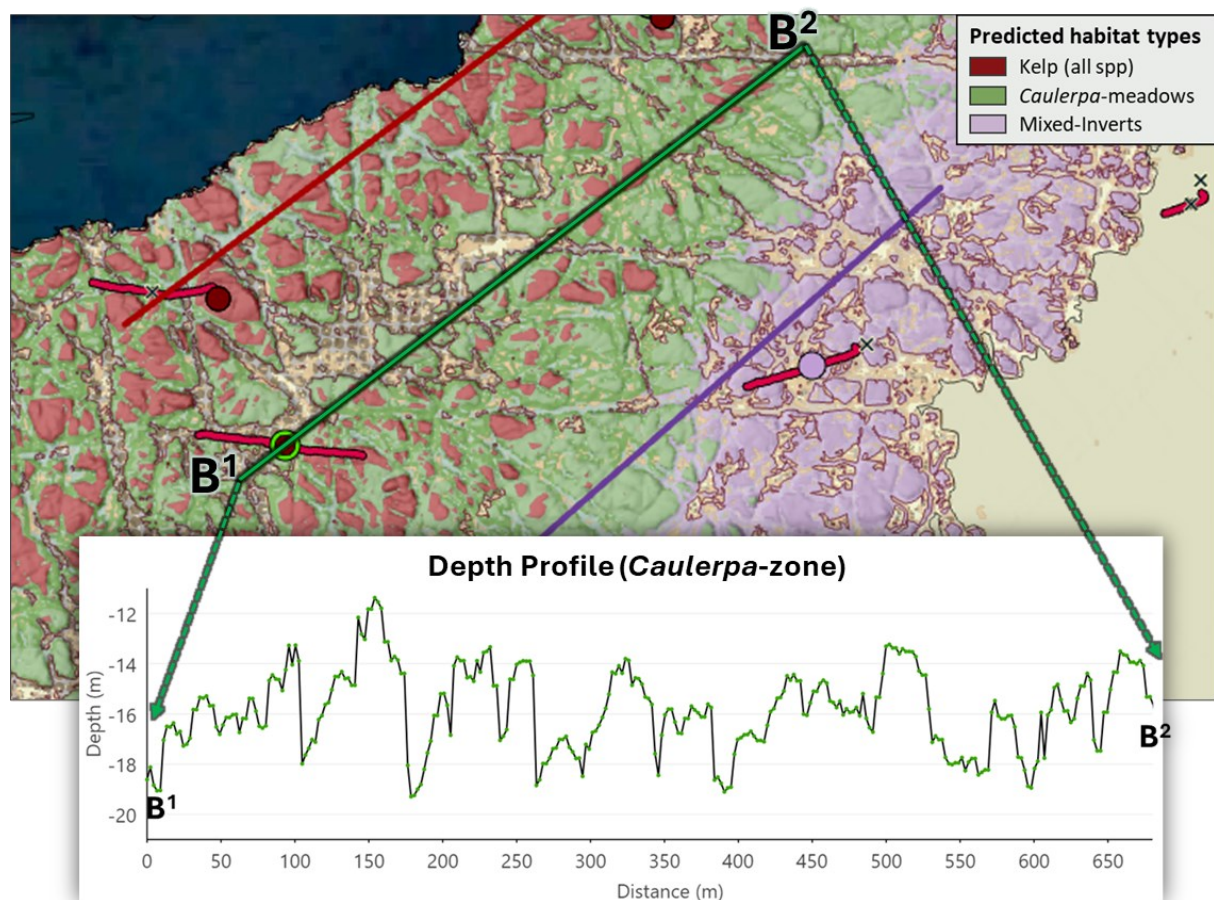 B²
Predicted habitat types
Kelp (all spp)
Caulerpa-meadows
Mixed-Inverts
B¹
Depth Profile (Caulerpa-zone)
-12
-14
-16
-18
-20
Depth (m)
B¹
B²
0 50 100 150 200 250 300 350 400 450 500 550 600 650
Distance (m)